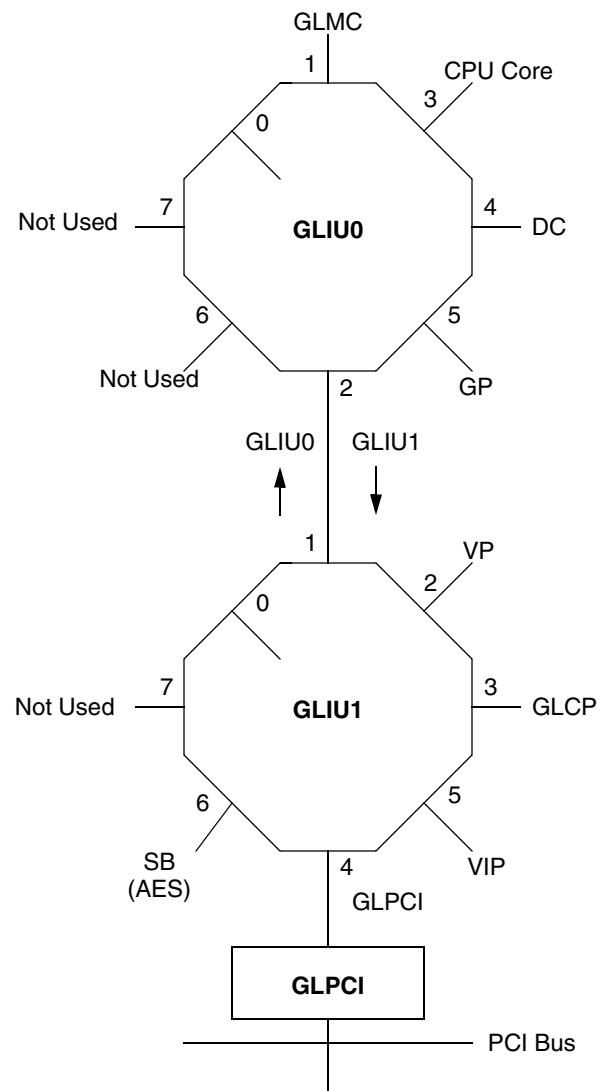 GLMC
1
CPU Core
3
0
7
Not Used
GLIU0
4
DC
6
5
Not Used
2
GP
GLIU0
GLIU1
1
VP
2
0
7
Not Used
GLIU1
3
GLCP
6
5
SB
(AES)
4
VIP
GLPCI
GLPCI
PCI Bus